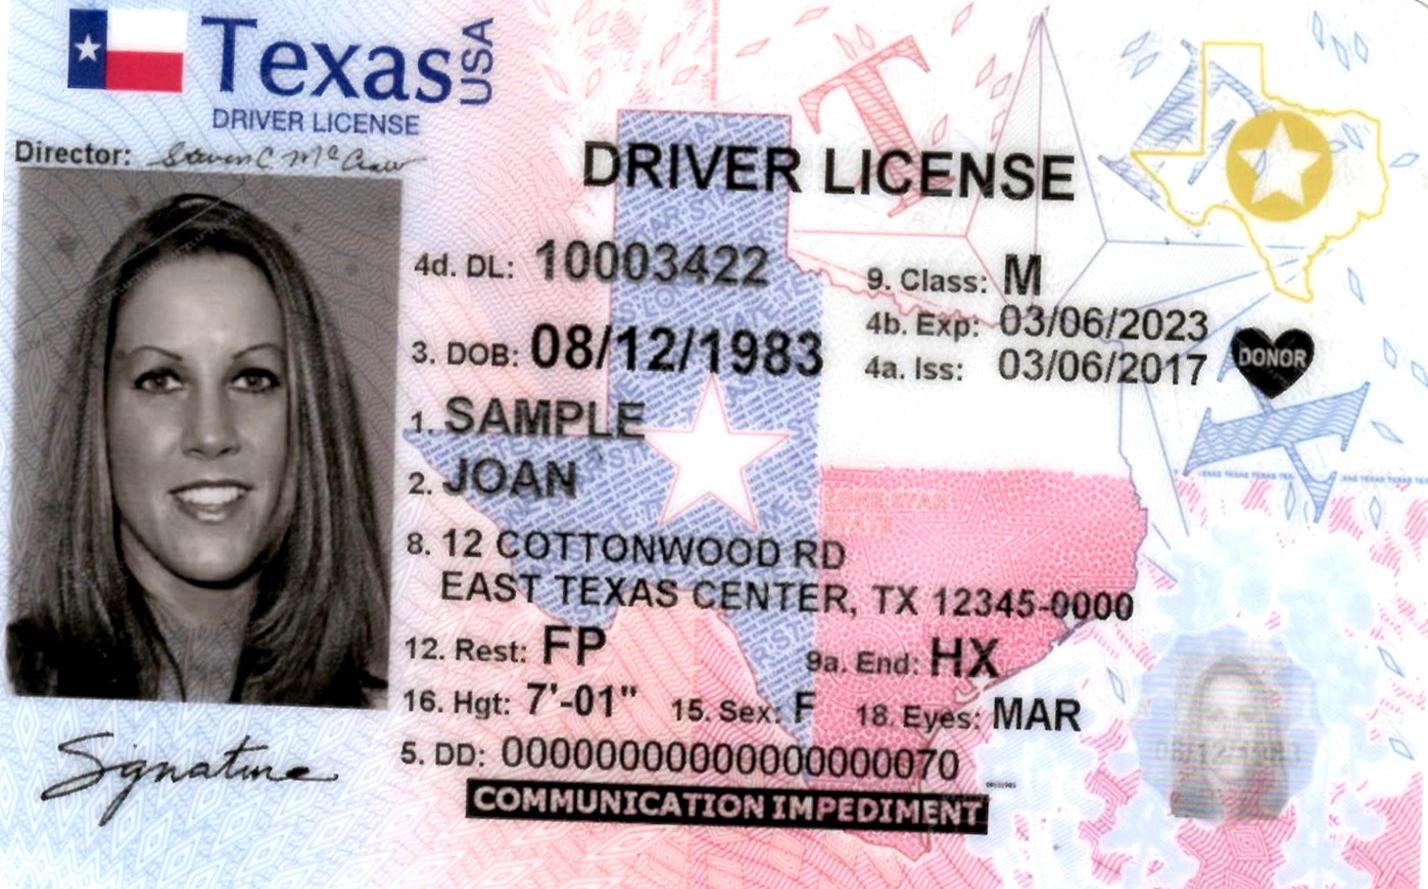 Texas USA
DRIVER LICENSE
Director: Steven C McCraw
DRIVER LICENSE
4d. DL: 10003422
9. Class: M
4b. Exp: 03/06/2023
3. DOB: 08/12/1983
4a. Iss: 03/06/2017
DONOR
1. SAMPLE
2. JOAN
8. 12 COTTONWOOD RD
EAST TEXAS CENTER, TX 12345-0000
12. Rest: FP
9a. End: HX
16. Hgt: 7'-01" 15. Sex: F 18. Eyes: MAR
5. DD: 00000000000000000070
Signature
COMMUNICATION IMPEDIMENT